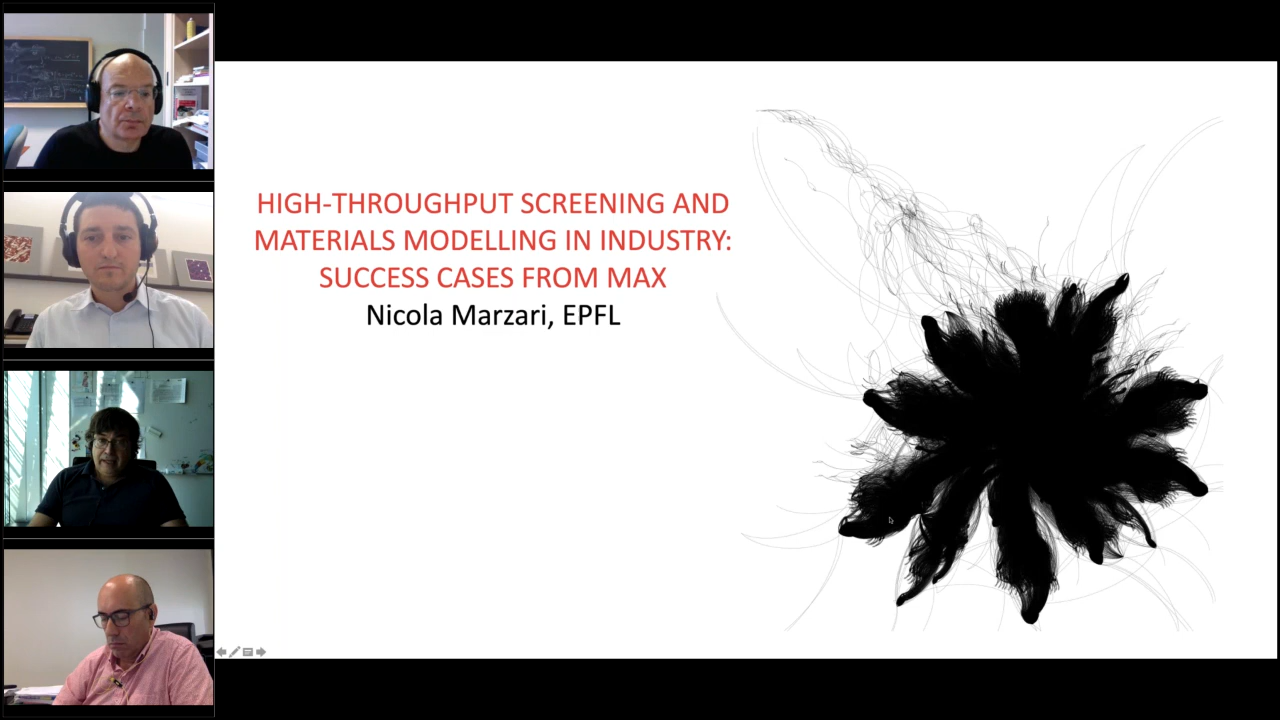 HIGH-THROUGHPUT SCREENING AND
MATERIALS MODELLING IN INDUSTRY:
SUCCESS CASES FROM MAX
Nicola Marzari, EPFL